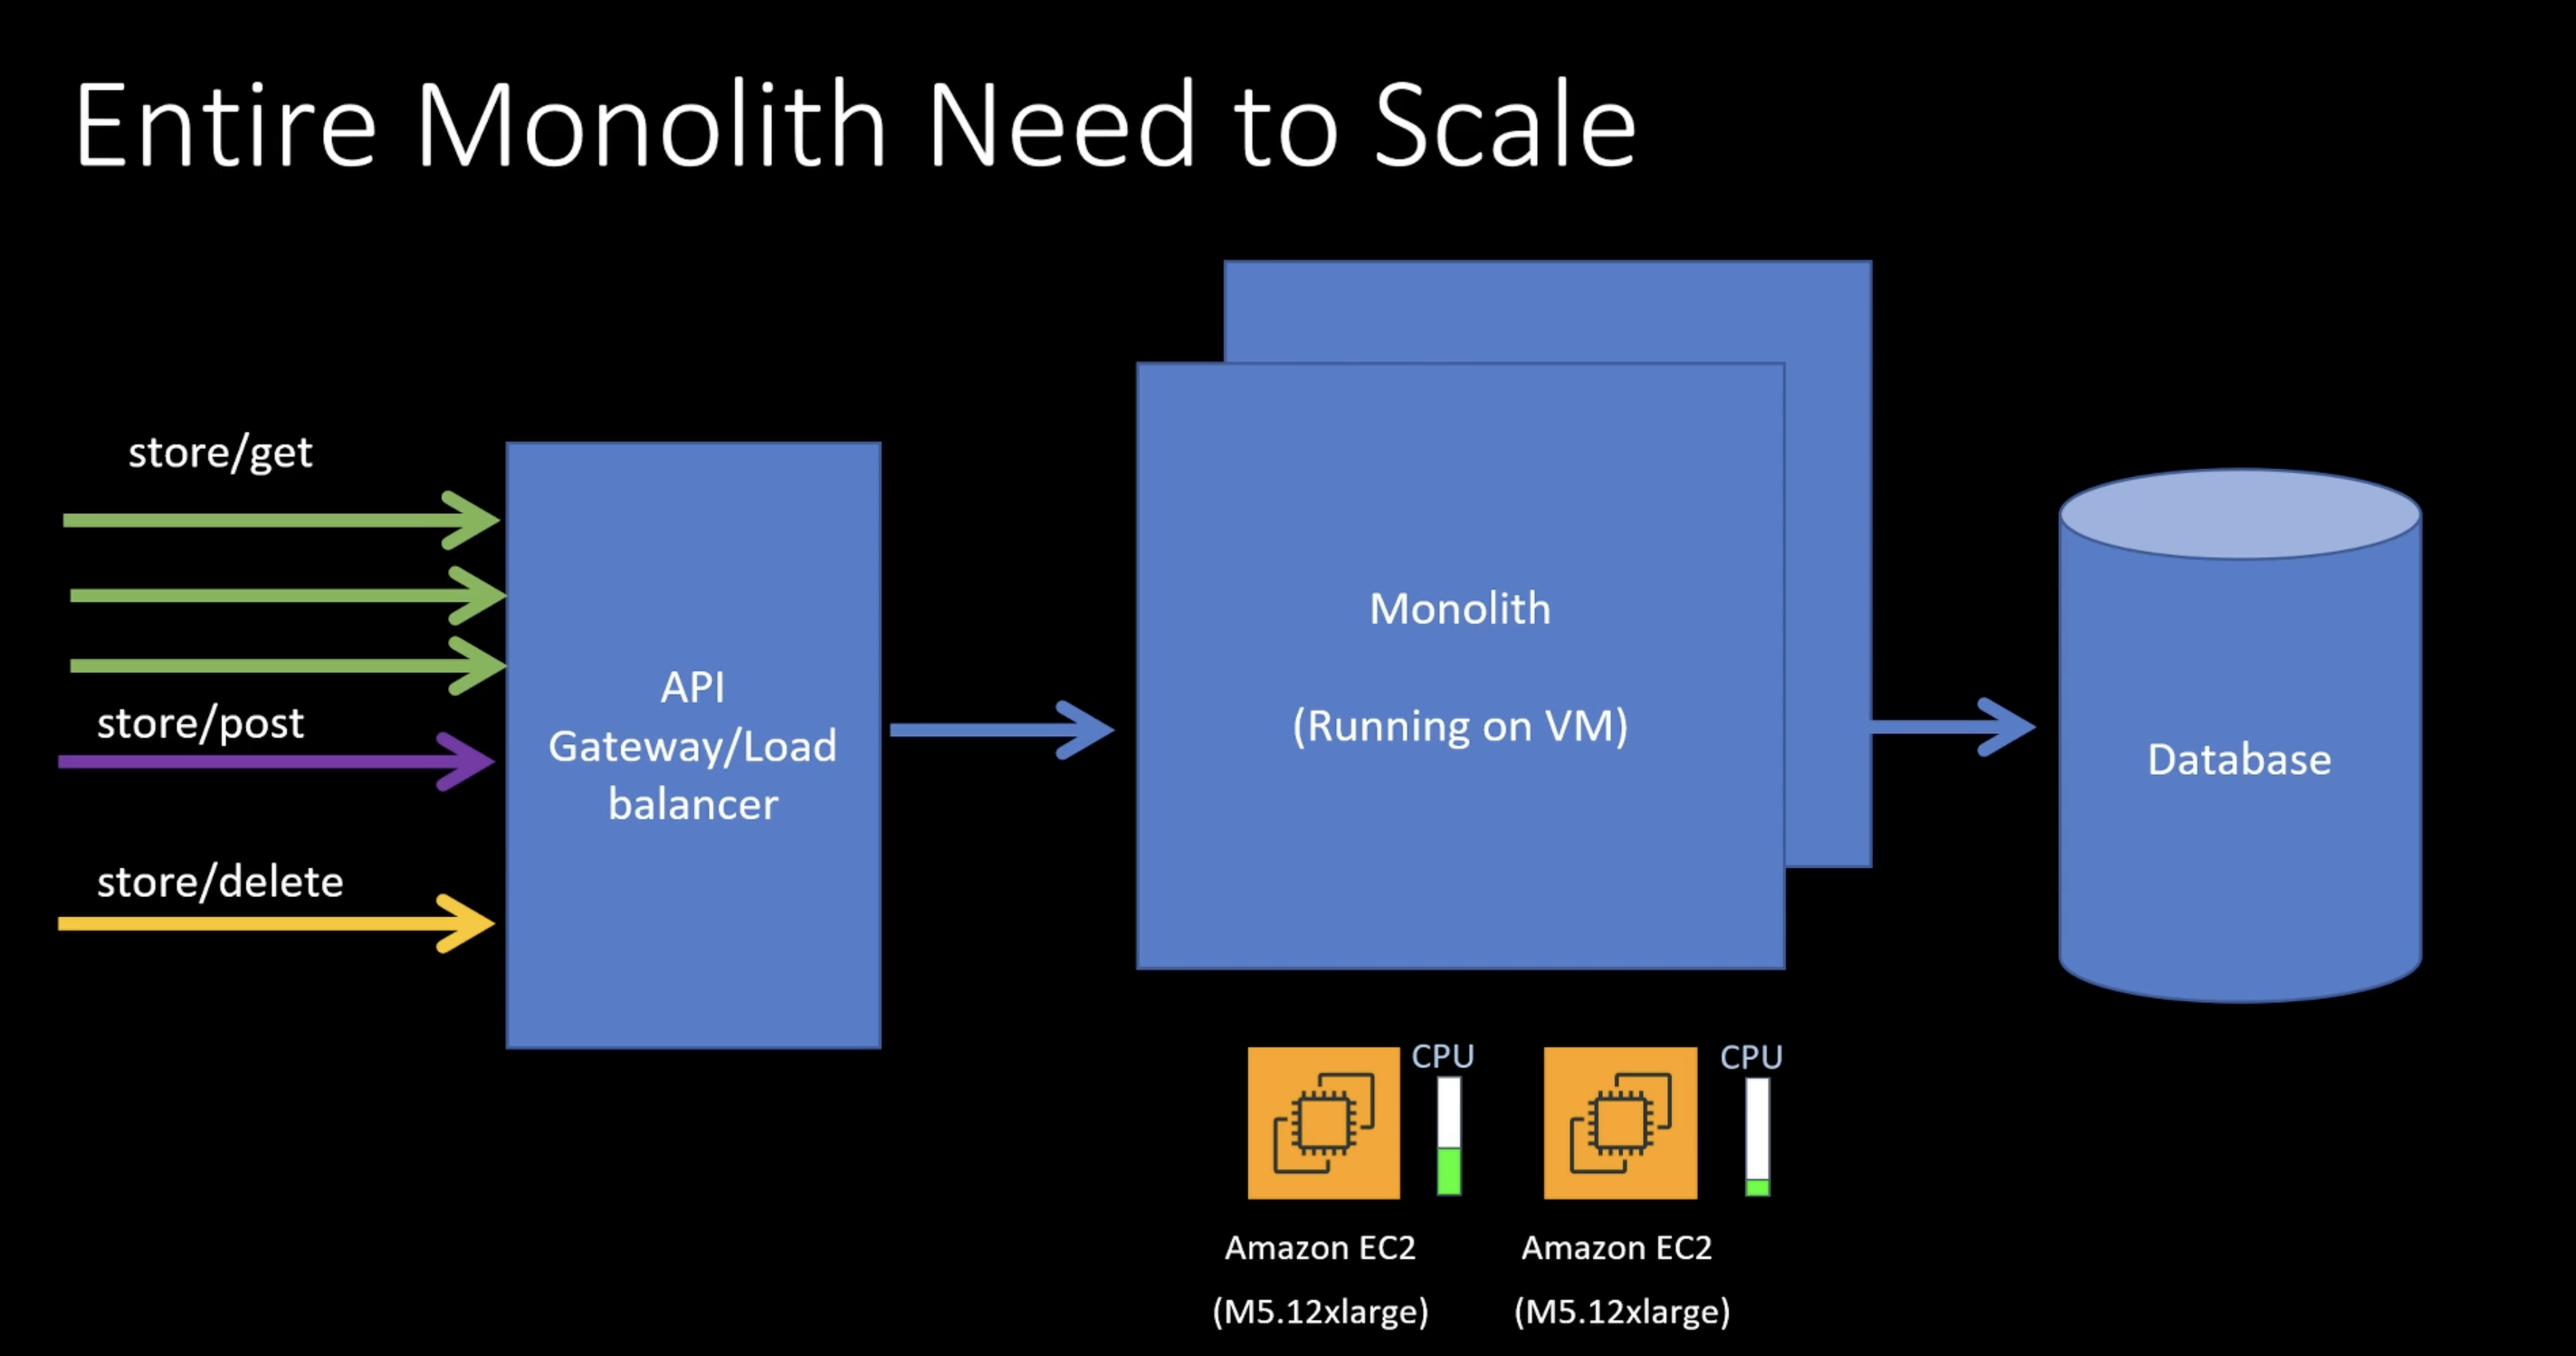 Entire Monolith Need to Scale
store/get
store/post
store/delete
API
Gateway/Load
balancer
Monolith
(Running on VM)
Database
CPU
CPU
Amazon EC2
(M5.12xlarge)
Amazon EC2
(M5.12xlarge)